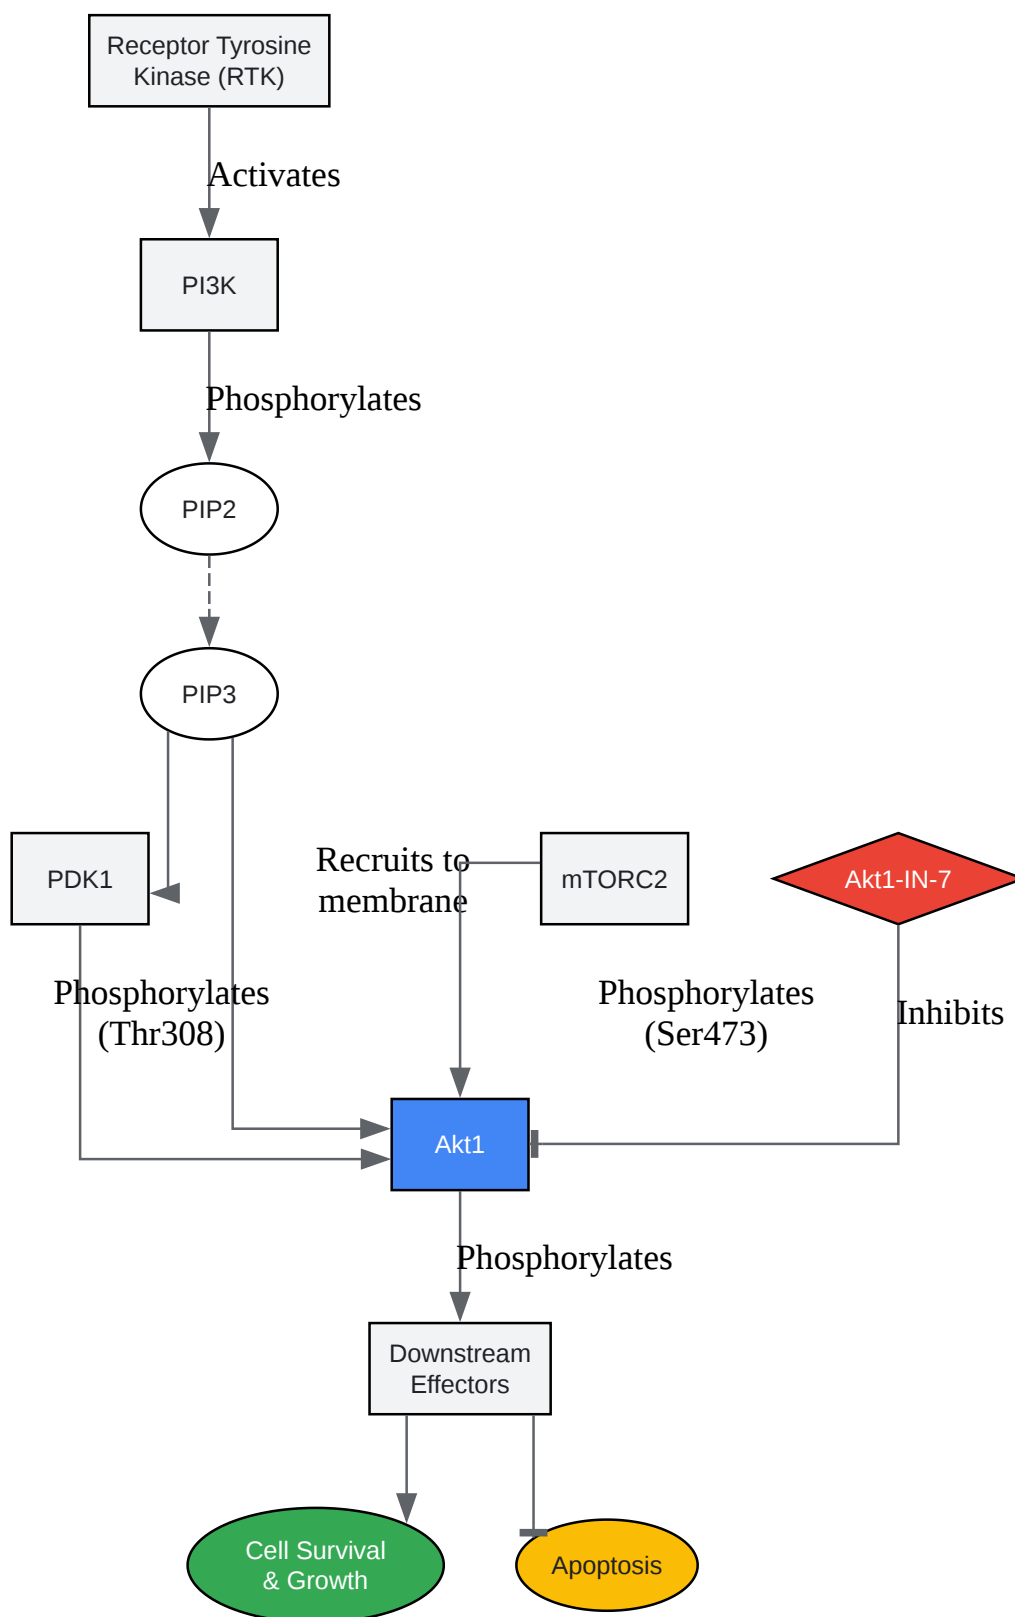 Receptor Tyrosine
Kinase (RTK)
Activates
PI3K
Phosphorylates
PIP2
PIP3
PDK1
Recruits to
membrane
mTORC2
Akt1-IN-7
Phosphorylates
(Thr308)
Phosphorylates
(Ser473)
Inhibits
Akt1
Phosphorylates
Downstream
Effectors
Cell Survival
& Growth
Apoptosis